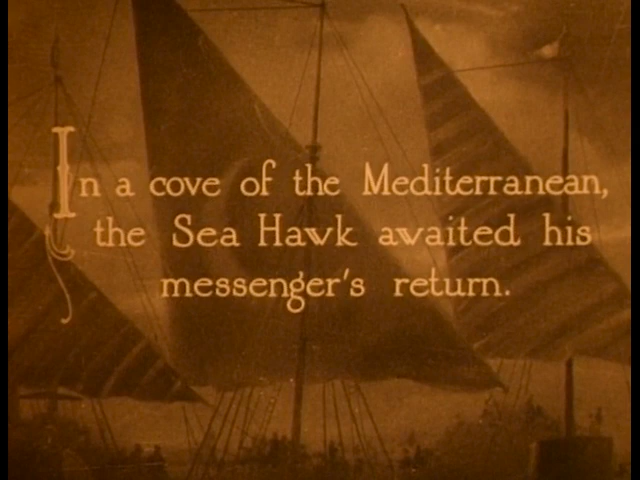 In a cove of the Mediterranean,
the Sea Hawk awaited his
messenger's return.